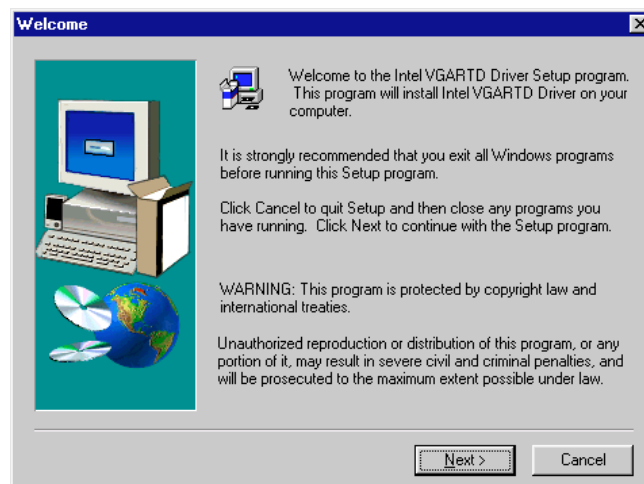 Welcome
Welcome to the Intel VGARTD Driver Setup program.
This program will install Intel VGARTD Driver on your
computer.
It is strongly recommended that you exit all Windows programs
before running this Setup program.
Click Cancel to quit Setup and then close any programs you
have running. Click Next to continue with the Setup program.
WARNING: This program is protected by copyright law and
international treaties.
Unauthorized reproduction or distribution of this program, or any
portion of it, may result in severe civil and criminal penalties, and
will be prosecuted to the maximum extent possible under law.
Next >
Cancel